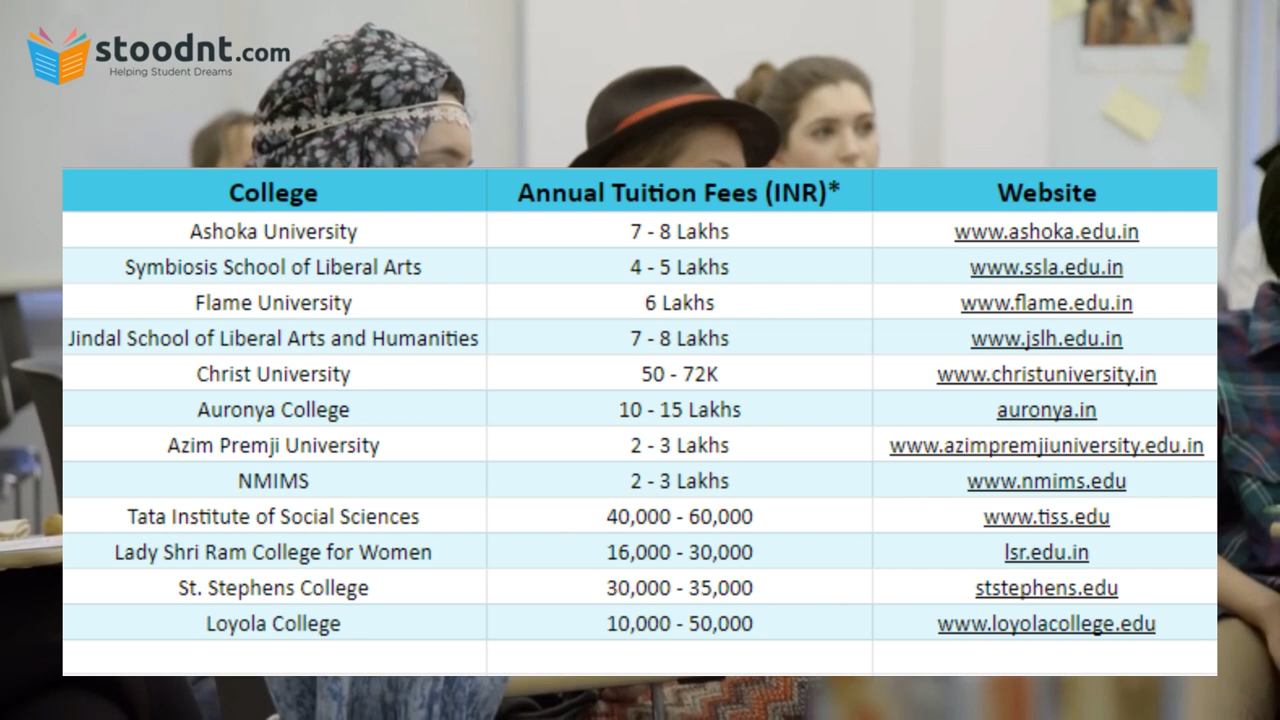 stoodnt.com
Helping Student Dreams
College Annual Tuition Fees (INR)* Website
Ashoka University 7 - 8 Lakhs www.ashoka.edu.in
Symbiosis School of Liberal Arts 4 - 5 Lakhs www.ssla.edu.in
Flame University 6 Lakhs www.flame.edu.in
Jindal School of Liberal Arts and Humanities 7 - 8 Lakhs www.jslh.edu.in
Christ University 50 - 72K www.christuniversity.in
Auronya College 10 - 15 Lakhs auronya.in
Azim Premji University 2 - 3 Lakhs www.azimpremjiuniversity.edu.in
NMIMS 2 - 3 Lakhs www.nmims.edu
Tata Institute of Social Sciences 40,000 - 60,000 www.tiss.edu
Lady Shri Ram College for Women 16,000 - 30,000 lsr.edu.in
St. Stephens College 30,000 - 35,000 ststephens.edu
Loyola College 10,000 - 50,000 www.loyolacollege.edu